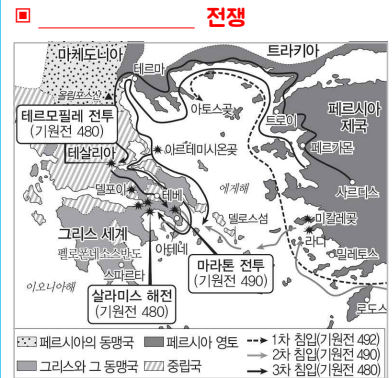 ▣ ____________ 전쟁
마케도니아
트라키아
테르마
올림포스산
아토스곶
트로이
페르시아
제국
테르모필레 전투
(기원전 480)
테살리아
아르테미시온곶
페르가몬
사르디스
델포이
테베
에게해
미칼레곶
그리스 세계
델로스섬
라데
밀레토스
펠로폰네소스반도
아테네
스파르타
마라톤 전투
(기원전 490)
이오니아해
살라미스 해전
(기원전 480)
로도스
페르시아의 동맹국 페르시아 영토 1차 침입(기원전 492)
2차 침입(기원전 490)
그리스와 그 동맹국 중립국 3차 침입(기원전 480)